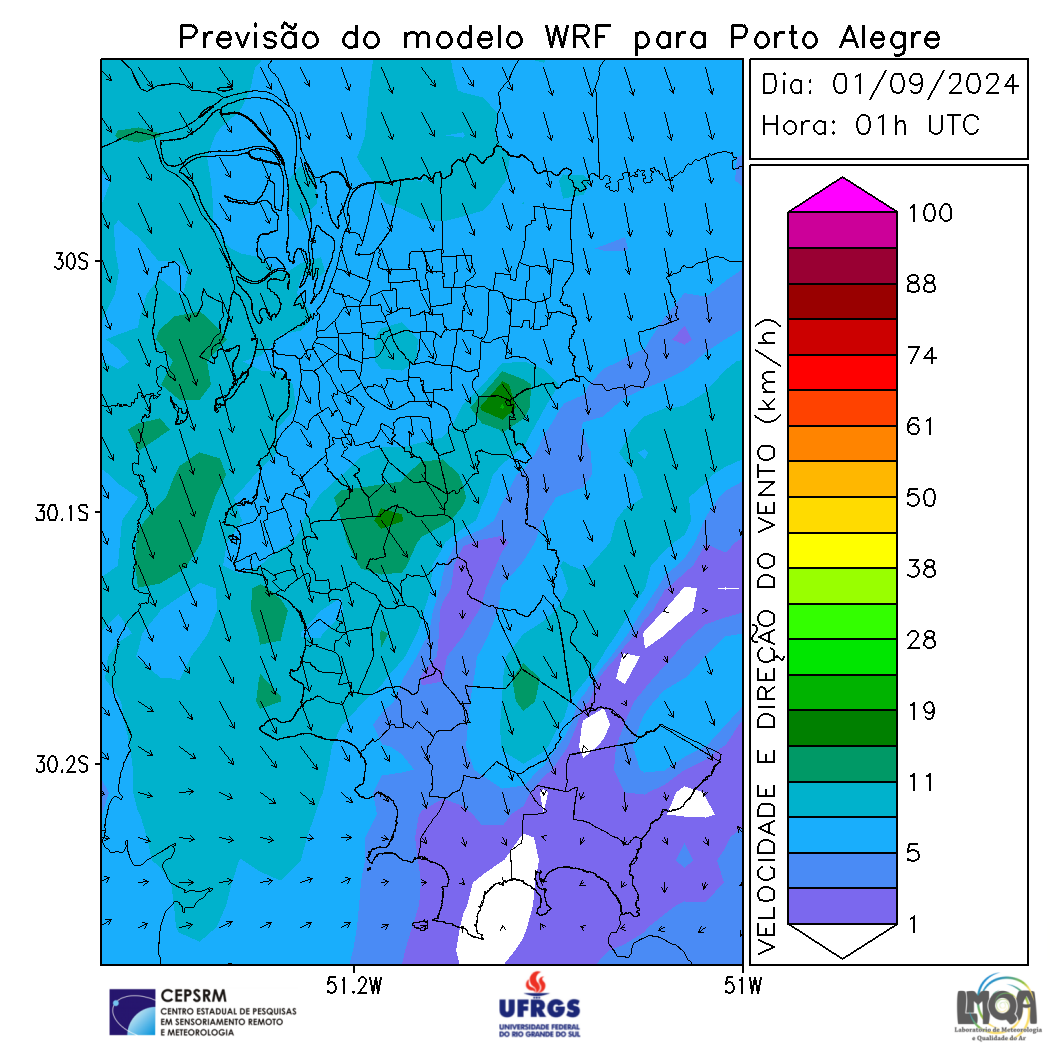 Previsão do modelo WRF para Porto Alegre
Dia: 01/09/2024
Hora: 01h UTC
30S
30.1S
30.2S
51.2W
51W
VELOCIDADE E DIREÇÃO DO VENTO (km/h)
100
88
74
61
50
38
28
19
11
5
1
CEPSRM
CENTRO ESTADUAL DE PESQUISAS
EM SENSORIAMENTO REMOTO
E METEOROLOGIA
UFRGS
UNIVERSIDADE FEDERAL
DO RIO GRANDE DO SUL
LMQA
Laboratório de Meteorologia
e Qualidade do Ar